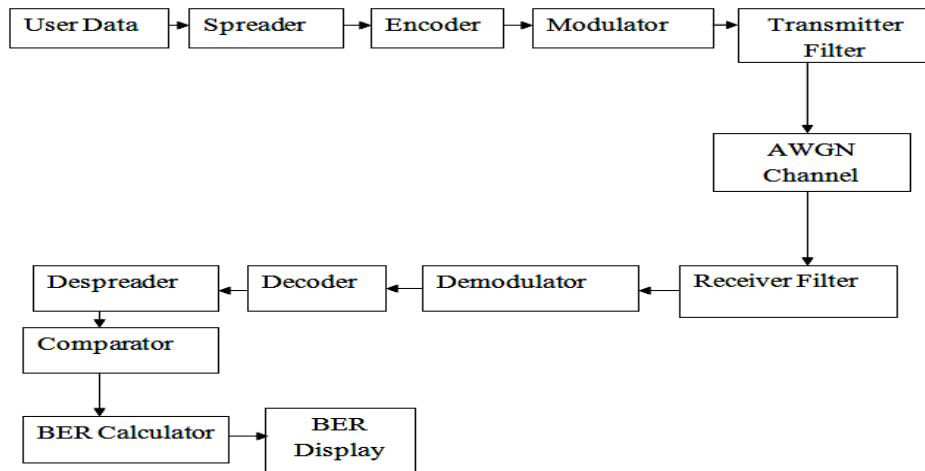 User Data
Spreader
Encoder
Modulator
Transmitter
Filter
AWGN
Channel
Receiver Filter
Demodulator
Decoder
Despreader
Comparator
BER Calculator
BER
Display